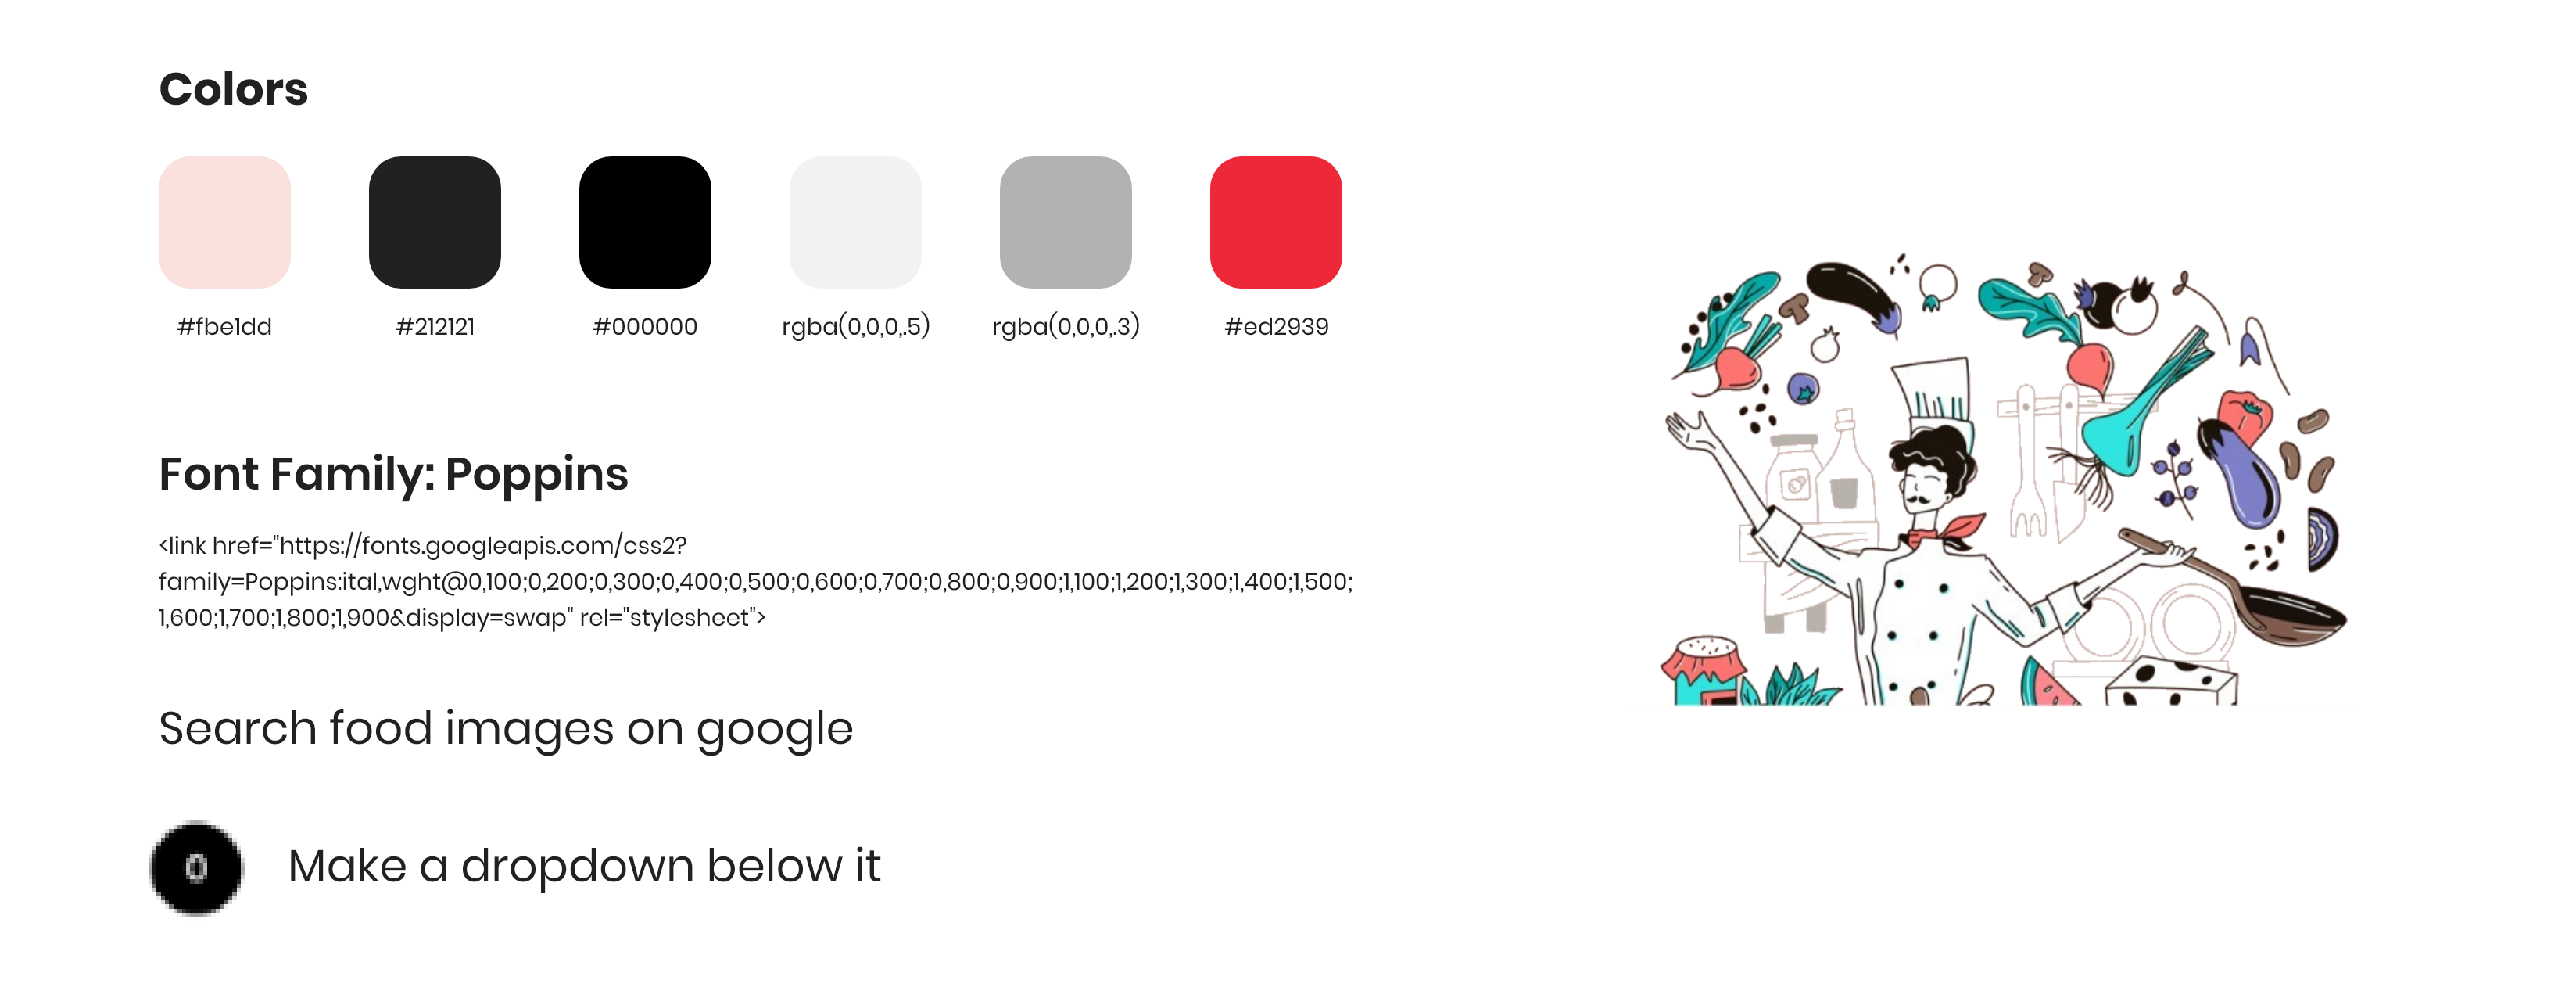 Colors
#fbe1dd
#212121
#000000
rgba(0,0,0,.5)
rgba(0,0,0,.3)
#ed2939
Font Family: Poppins
<link href="https://fonts.googleapis.com/css2?
family=Poppins:ital,wght@0,100;0,200;0,300;0,400;0,500;0,600;0,700;0,800;0,900;1,100;1,200;1,300;1,400;1,500;
1,600;1,700;1,800;1,900&display=swap" rel="stylesheet">
Search food images on google
0 Make a dropdown below it